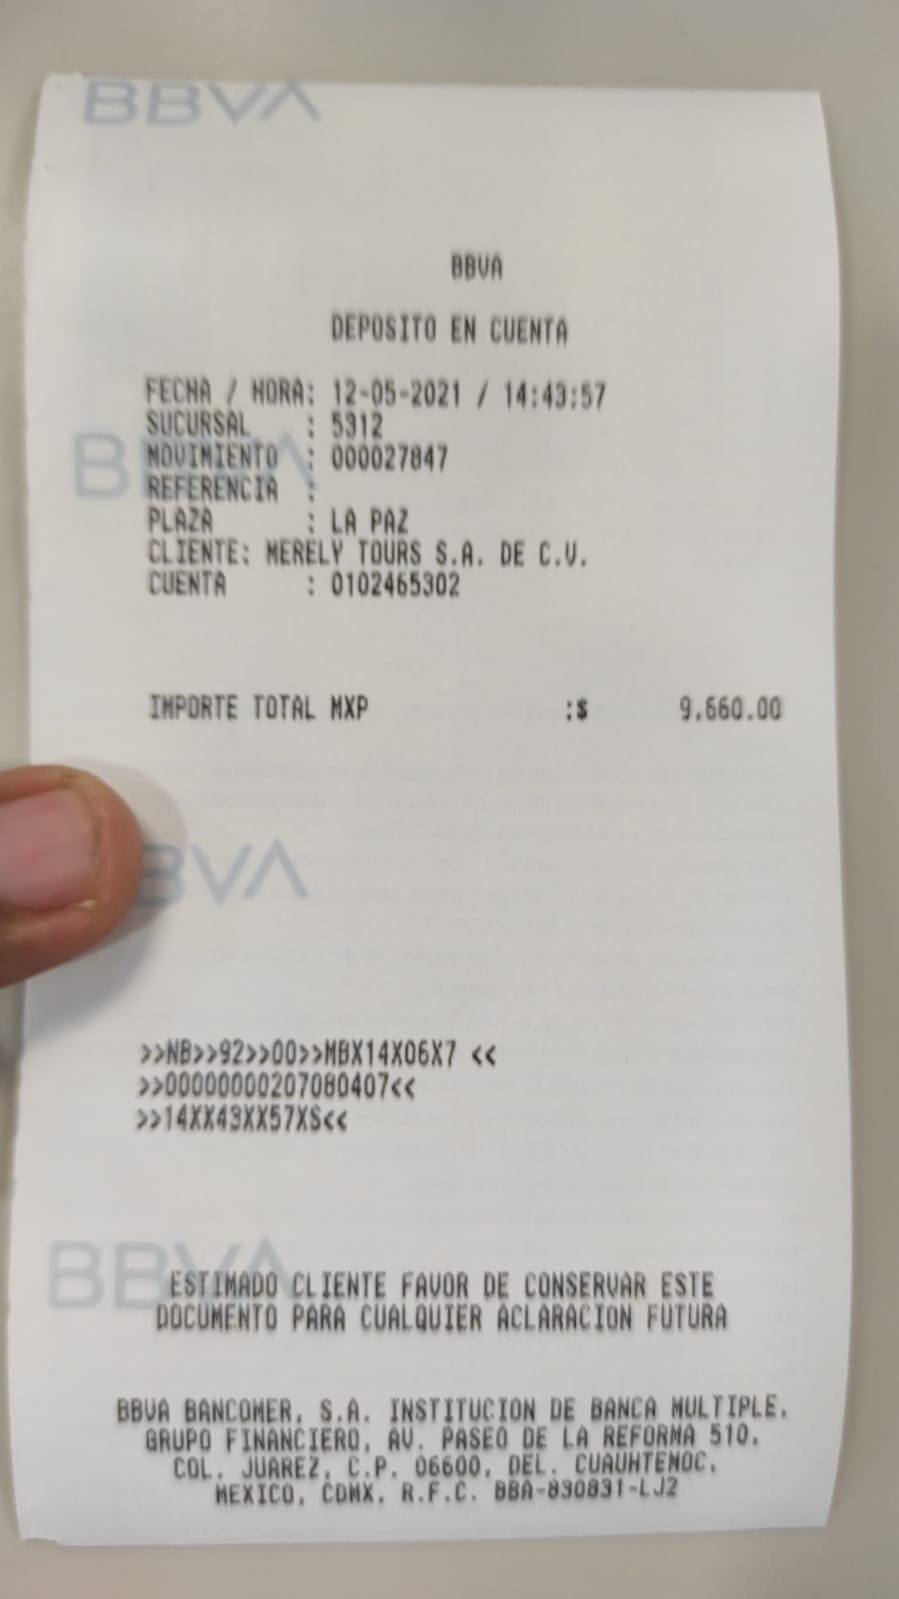 BBVA
BBVA
DEPOSITO EN CUENTA
FECHA / HORA: 12-05-2021 / 14:43:57
SUCURSAL : 5312
BBVA
MOVIMIENTO : 000027847
REFERENCIA :
PLAZA : LA PAZ
CLIENTE: MERELY TOURS S.A. DE C.V.
CUENTA : 0102465302
IMPORTE TOTAL MXP :$ 9,660.00
BVA
>>NB>>92>>00>>MBX14X06X7 <<
>>00000000207080407<<
>>14XX43XX57XS<<
BBVA
ESTIMADO CLIENTE FAVOR DE CONSERVAR ESTE
DOCUMENTO PARA CUALQUIER ACLARACION FUTURA
BBVA BANCOMER, S.A. INSTITUCION DE BANCA MULTIPLE,
GRUPO FINANCIERO, AV. PASEO DE LA REFORMA 510,
COL. JUAREZ, C.P. 06600, DEL. CUAUHTEMOC,
MEXICO, CDMX. R.F.C. BBA-830831-LJ2